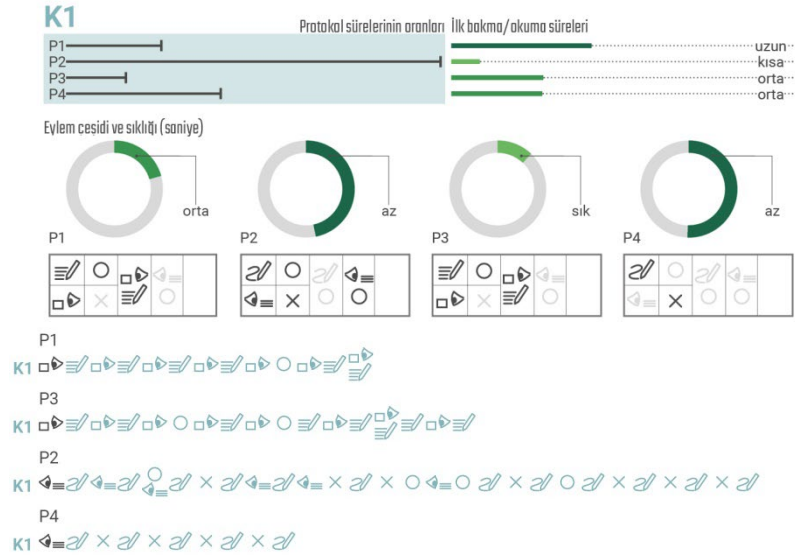 K1
Protokol sürelerinin oranları İlk bakma/okuma süreleri
P1 uzun
P2 kısa
P3 orta
P4 orta
Eylem çeşidi ve sıklığı (saniye)
orta az sık az
P1 P2 P3 P4
P1
K1
P3
K1
P2
K1
P4
K1